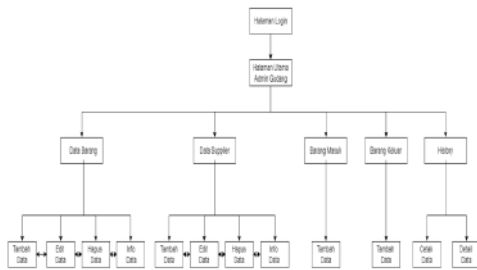 Halaman Login
Halaman Utama
Admin Gudang
Data Barang
Data Supplier
Barang Masuk
Barang Keluar
History
Tambah
Data
Edit
Data
Hapus
Data
Info
Data
Tambah
Data
Edit
Data
Hapus
Data
Info
Data
Tambah
Data
Tambah
Data
Cetak
Data
Detail
Data